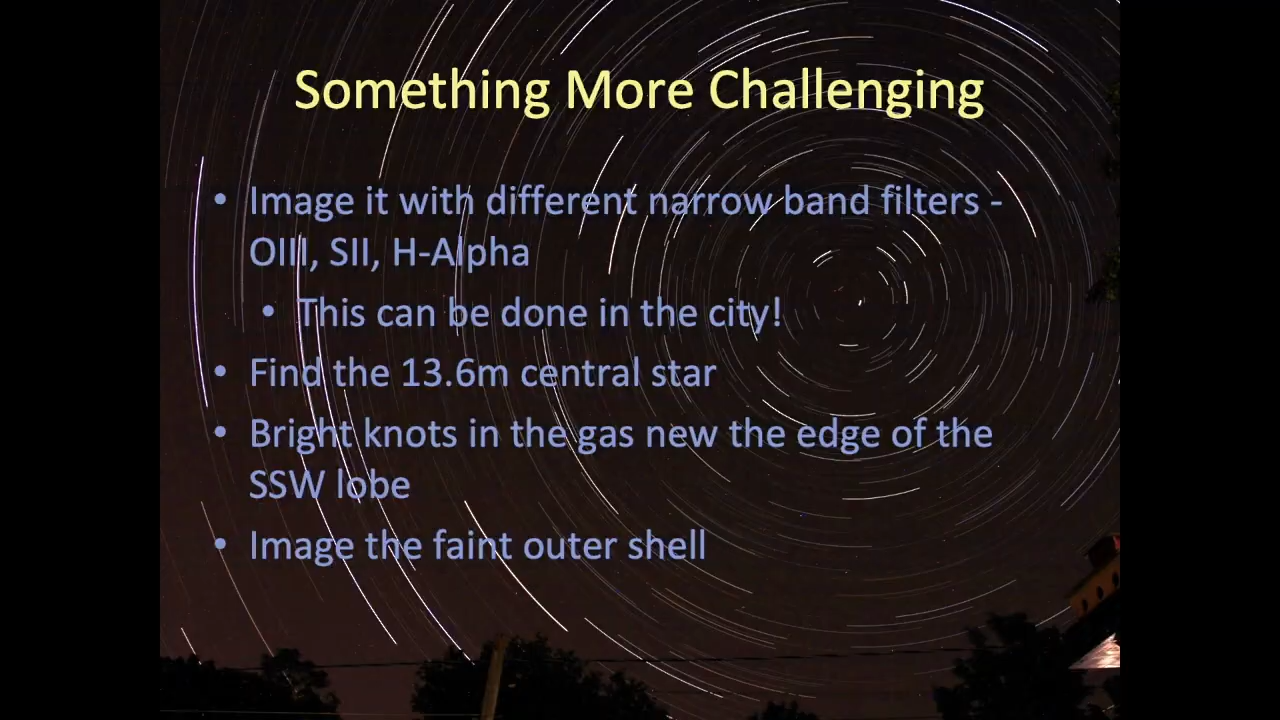 Something More Challenging
• Image it with different narrow band filters -
OIII, SII, H-Alpha
• This can be done in the city!
• Find the 13.6m central star
• Bright knots in the gas new the edge of the
SSW lobe
• Image the faint outer shell